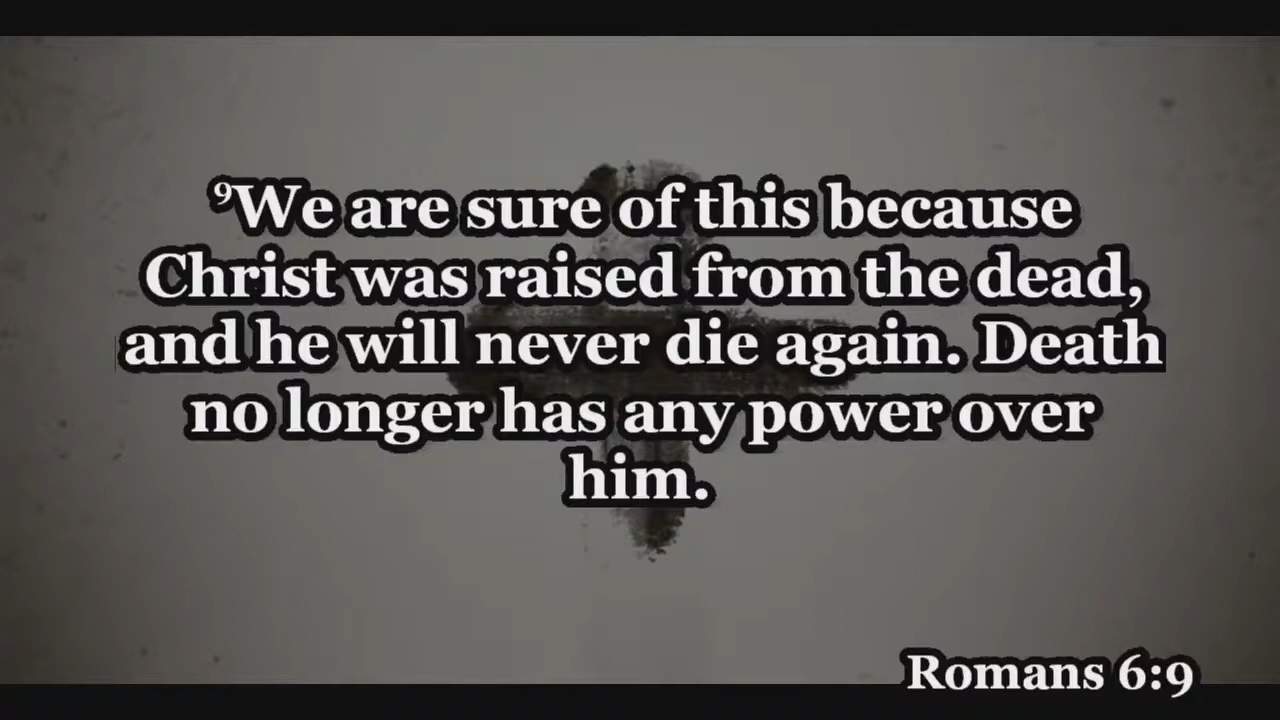 ⁹We are sure of this because
Christ was raised from the dead,
and he will never die again. Death
no longer has any power over
him.
Romans 6:9